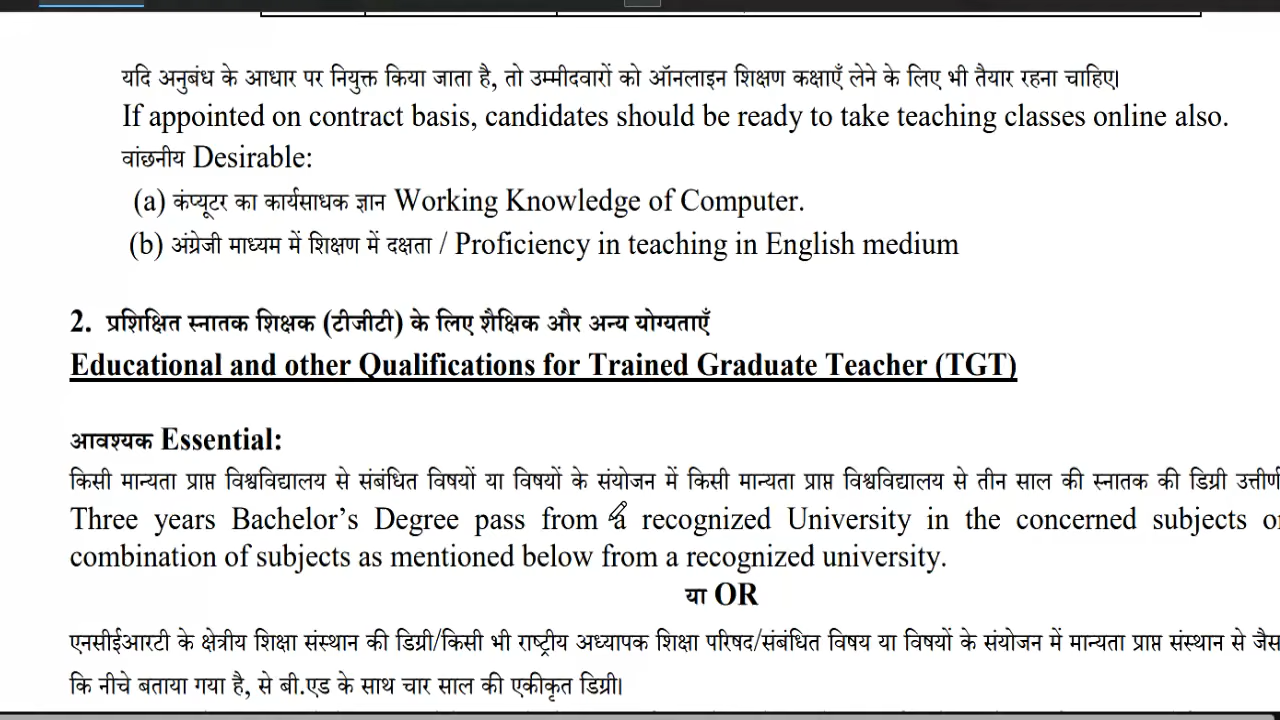 यदि अनुबंध के आधार पर नियुक्त किया जाता है, तो उम्मीदवारों को ऑनलाइन शिक्षण कक्षाएँ लेने के लिए भी तैयार रहना चाहिए।
If appointed on contract basis, candidates should be ready to take teaching classes online also.
वांछनीय Desirable:
(a) कंप्यूटर का कार्यसाधक ज्ञान Working Knowledge of Computer.
(b) अंग्रेजी माध्यम में शिक्षण में दक्षता / Proficiency in teaching in English medium
2. प्रशिक्षित स्नातक शिक्षक (टीजीटी) के लिए शैक्षिक और अन्य योग्यताएँ
Educational and other Qualifications for Trained Graduate Teacher (TGT)
आवश्यक Essential:
किसी मान्यता प्राप्त विश्वविद्यालय से संबंधित विषयों या विषयों के संयोजन में किसी मान्यता प्राप्त विश्वविद्यालय से तीन साल की स्नातक की डिग्री उत्तीर्ण
Three years Bachelor's Degree pass from a recognized University in the concerned subjects or
combination of subjects as mentioned below from a recognized university.
या OR
एनसीईआरटी के क्षेत्रीय शिक्षा संस्थान की डिग्री/किसी भी राष्ट्रीय अध्यापक शिक्षा परिषद/संबंधित विषय या विषयों के संयोजन में मान्यता प्राप्त संस्थान से जैस
कि नीचे बताया गया है, से बी.एड के साथ चार साल की एकीकृत डिग्री।